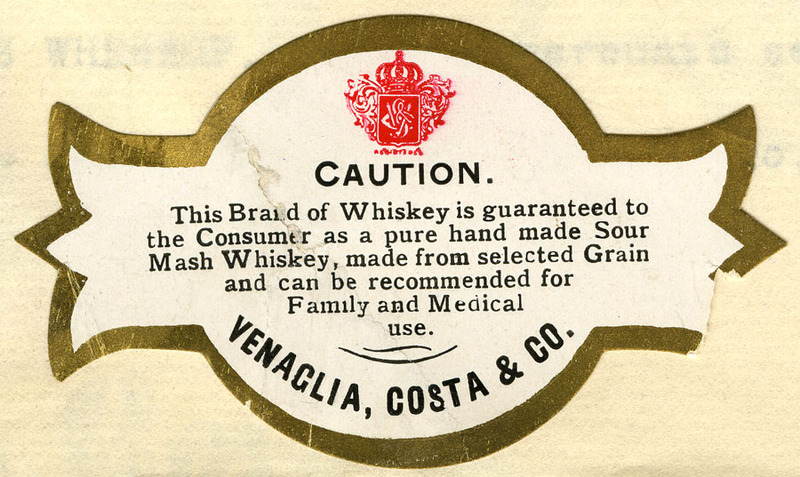 CAUTION.
This Brand of Whiskey is guaranteed to
the Consumer as a pure hand made Sour
Mash Whiskey, made from selected Grain
and can be recommended for
Family and Medical
use.
VENAGLIA, COSTA & CO.